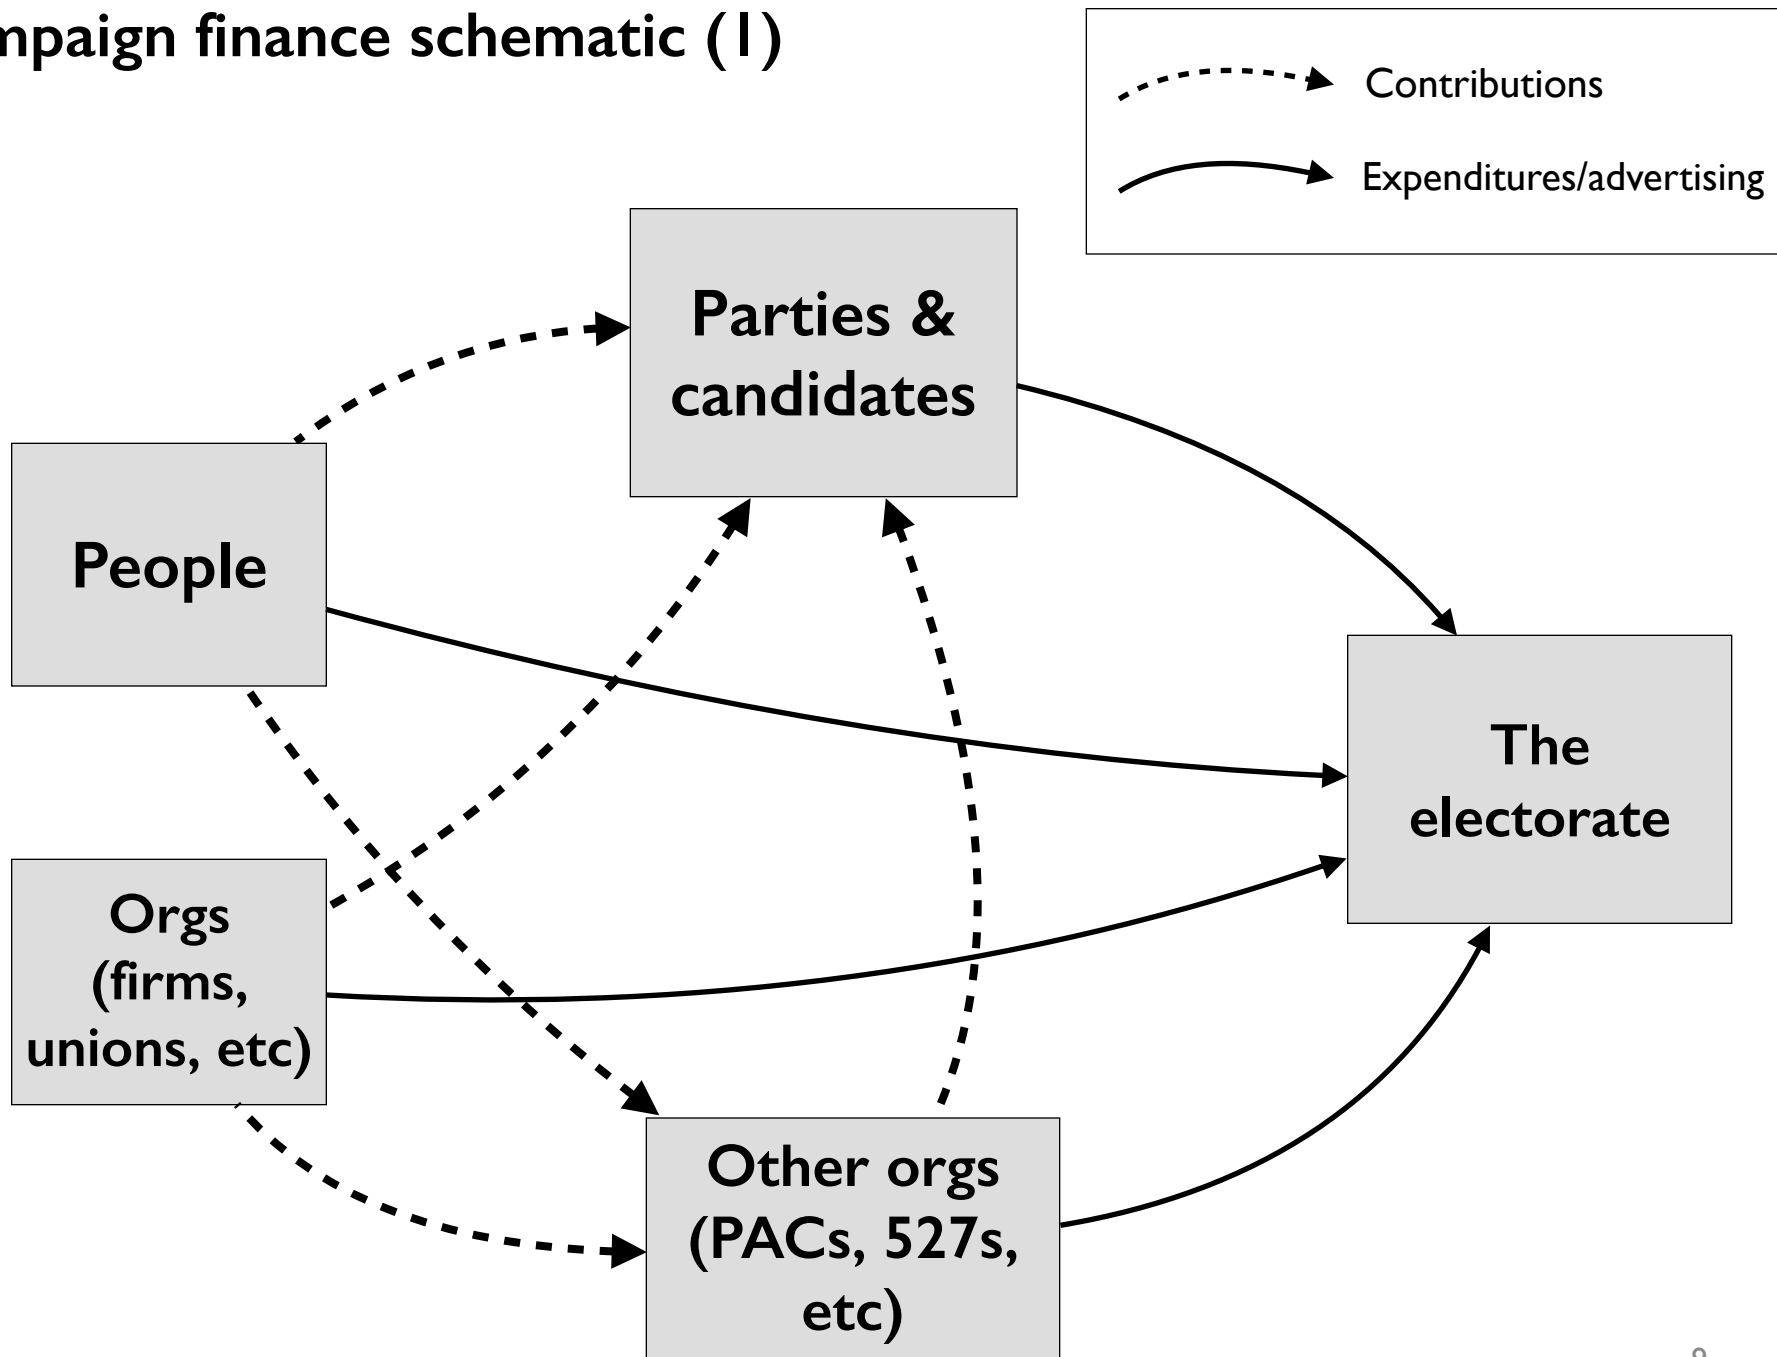 mpaign finance schematic (1)
Contributions
Expenditures/advertising
Parties &
candidates
People
The
electorate
Orgs
(firms,
unions, etc)
Other orgs
(PACs, 527s,
etc)